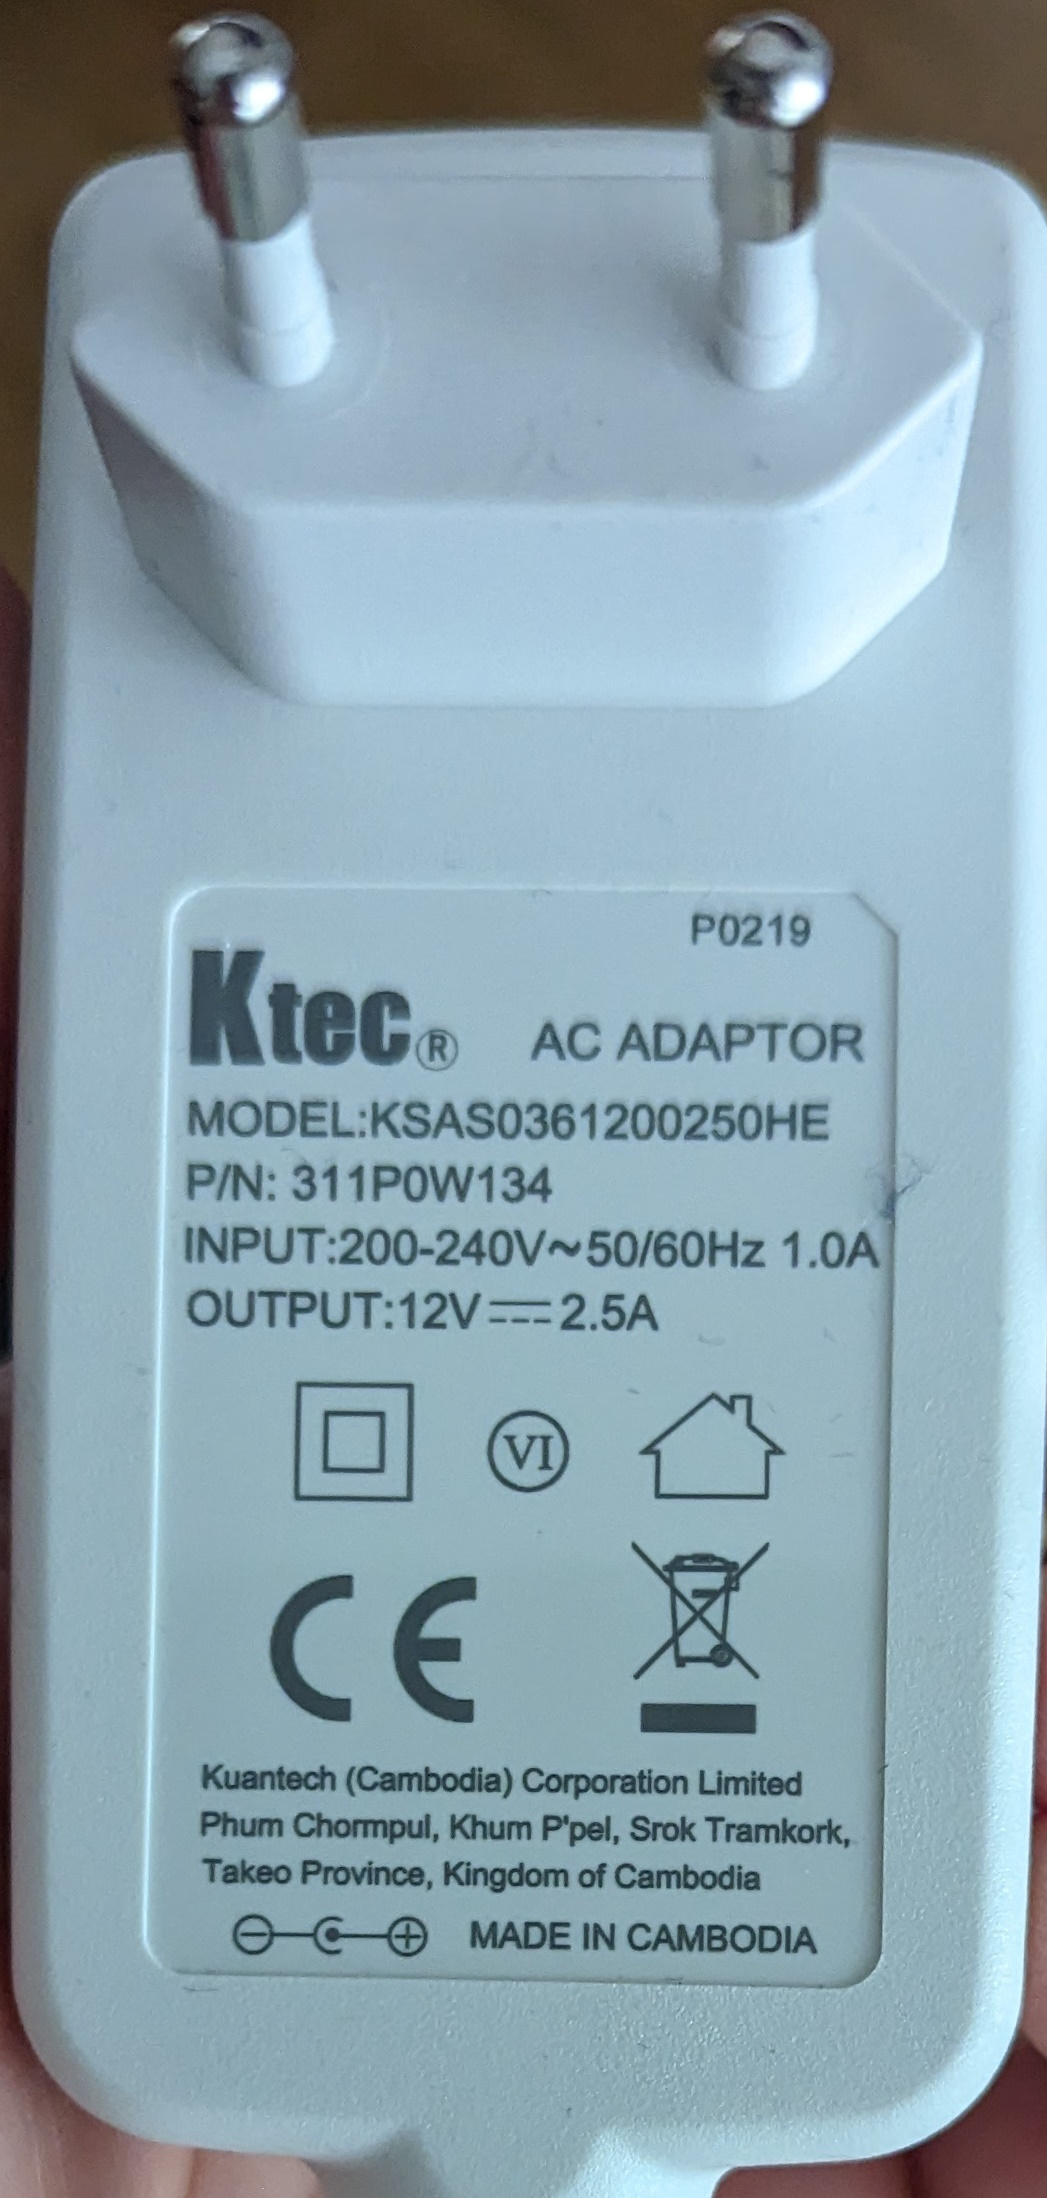 P0219
Ktec® AC ADAPTOR
MODEL:KSAS0361200250HE
P/N: 311P0W134
INPUT:200-240V~50/60Hz 1.0A
OUTPUT:12V⎓2.5A
VI
CE
Kuantech (Cambodia) Corporation Limited
Phum Chormpul, Khum P'pel, Srok Tramkork,
Takeo Province, Kingdom of Cambodia
MADE IN CAMBODIA